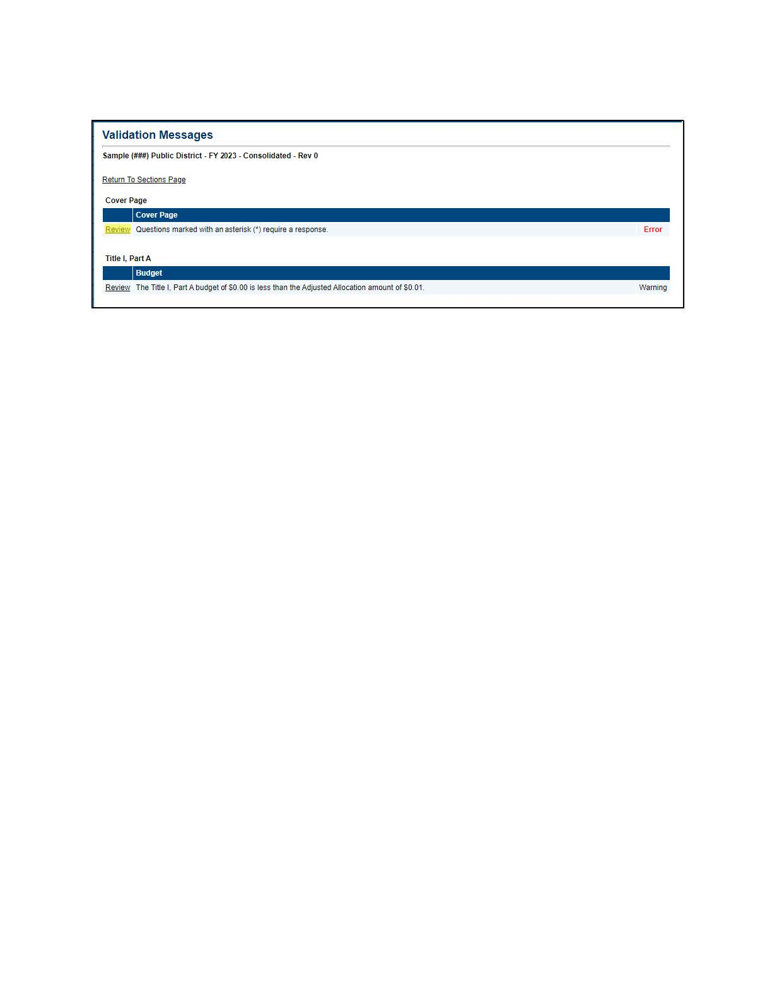 Validation Messages
Sample (###) Public District - FY 2023 - Consolidated - Rev 0
Return To Sections Page
Cover Page
Cover Page
Review Questions marked with an asterisk (*) require a response. Error
Title I, Part A
Budget
Review The Title I, Part A budget of $0.00 is less than the Adjusted Allocation amount of $0.01. Warning